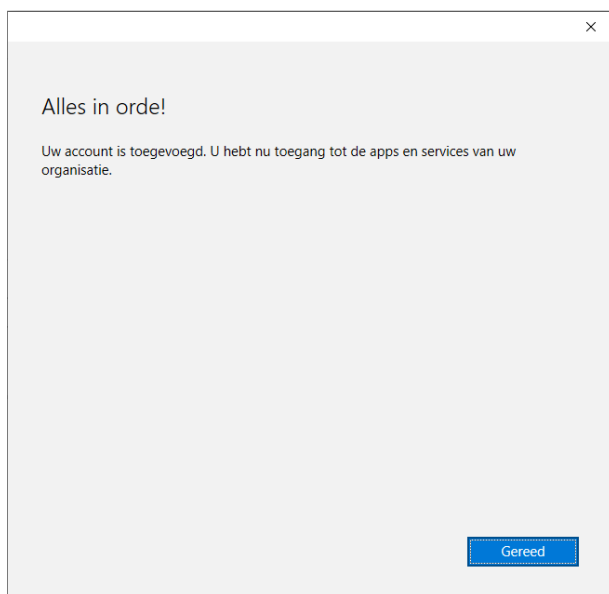 Alles in orde!
Uw account is toegevoegd. U hebt nu toegang tot de apps en services van uw
organisatie.
Gereed